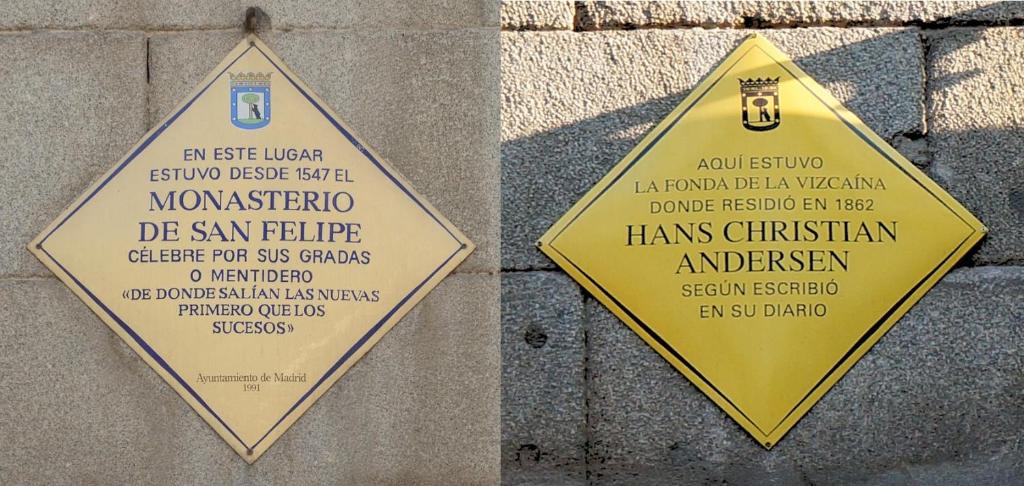 EN ESTE LUGAR
ESTUVO DESDE 1547 EL
MONASTERIO
DE SAN FELIPE
CÉLEBRE POR SUS GRADAS
O MENTIDERO
«DE DONDE SALÍAN LAS NUEVAS
PRIMERO QUE LOS
SUCESOS»
Ayuntamiento de Madrid
1991
AQUÍ ESTUVO
LA FONDA DE LA VIZCAÍNA
DONDE RESIDIÓ EN 1862
HANS CHRISTIAN
ANDERSEN
SEGÚN ESCRIBIÓ
EN SU DIARIO